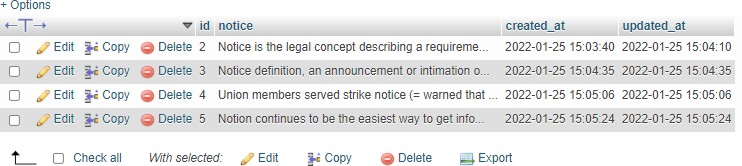 + Options
←T→ id notice created_at updated_at
Edit Copy Delete 2 Notice is the legal concept describing a requireme... 2022-01-25 15:03:40 2022-01-25 15:04:10
Edit Copy Delete 3 Notice definition, an announcement or intimation o... 2022-01-25 15:04:35 2022-01-25 15:04:35
Edit Copy Delete 4 Union members served strike notice (= warned that ... 2022-01-25 15:05:06 2022-01-25 15:05:06
Edit Copy Delete 5 Notion continues to be the easiest way to get info... 2022-01-25 15:05:24 2022-01-25 15:05:24
Check all With selected: Edit Copy Delete Export